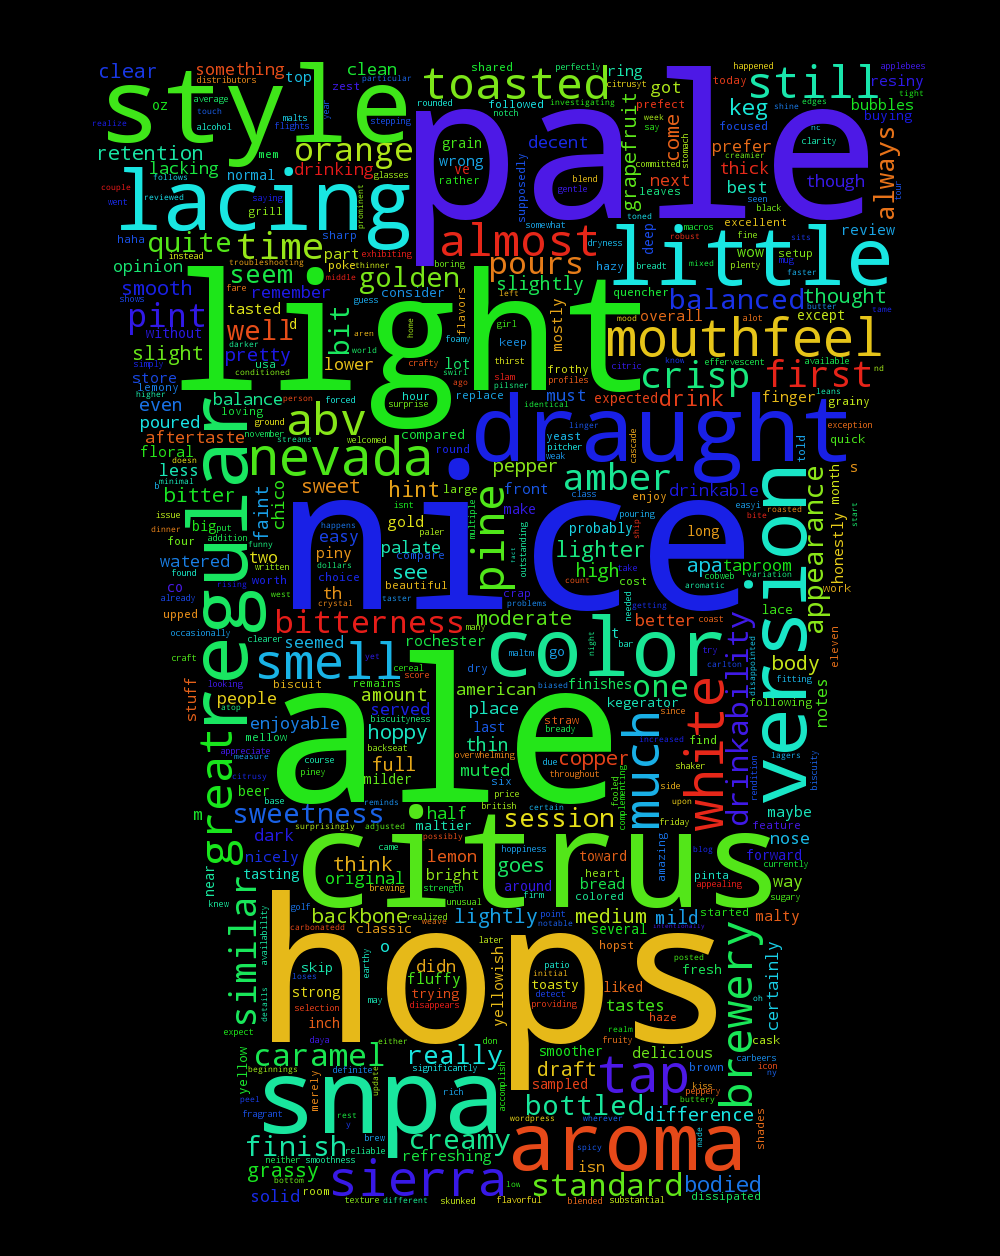 clear something top clean shared perfectly ring got happened today still applebees resiny
distributors particular citrusyt tight
style toasted pale keg bubbles buying
oz average touch zest rounded followed investigating notch prefect week say shine edges
realize alcohol malts flights year stepping grain decent focused nc clarity
retention mem orange wrong supposedly grapefruit come stomach prefer creamier always
lacking normal drinking glasses ve rather blend gentle committed leaves next thick best though tour
couple follows reviewed saying went lacing prominent toned seen black excellent
haha grill sharp almost somewhat dryness deep macros fine wow setup review
quite time part pours hazy robust little sits
opinion instead troubleshooting poke thinner exhibiting boring breadt mixed plenty mug faster
seem golden slightly quencher balanced thought
smooth fare remember middle consider left flavors mostly butter tame
shows pint tasted guess foamy girl keep mood overall alot except
without well d bit aren home world light thirst frothy mouthfeel
slight darker pretty usa lower crafty lot swirl pilsner profiles citric know effervescent available nd
simply conditioned store lemony balance person forced hour ago slam replace must crisp first leans
higher even loving surprise identical expected drink finger grainy
poured ground abv compared draught exception
aftertaste november streams welcomed round linger yeast pitcher weak cascade told quick
floral doesn nevada pepper amber s
less minimal sweet hint large front class enjoy drinkable appearance honestly month
b bitter faint chico isnt multiple make pouring easyi long bite roasted start
issue big put happens gold paler pine probably ship
dinner four addition funny easy piny palate nice outstanding lighter apa taproom
watered two written dollars compare fact high cobweb variation
found rising worth choice see taster take cost aromatic work
co already west th beautiful crap count
upped crystal problems needed getting coast
occasionally regular bitterness many moderate t better lace eleven
clearer seemed rochester maltm go night bar try carlton version
craft yet smell cereal dry color disappointed body
looking biscuit score remains biased finishes one drinkability fitting
stuff people amount american kegerator since following notes
atop served biscuityness place straw bready
great enjoyable hoppy last much white find
mellow backseat thin due increased lagers
appreciate measure course full overwhelming copper shaker biscuity
citrusy piney milder muted throughout side rendition
beer ale six price upon
base reminds british certain fooled complementing
m sweetness adjusted half session friday maybe
dark surprisingly possibly maltier feature
nicely came lemon hoppiness toward amazing blog nose
near tasting think bright goes heart pinta appealing forward currently
brewing original strength around bread way
knew citrus firm colored sugary
similar golf backbone realized unusual lightly point medium mild started malty
availability carbonatedd classic weave notable several intentionally
skip o later patio hopst posted oh certainly
loses earthy didn initial fresh
details strong fluffy yellowish toasty detect liked brewery
selection may trying disappears hops providing tastes
inch realm haze
expect daya either don fruity cask
yellow caramel really smoother delicious carbeers
beginnings definite significantly draft brown icon ny
peel merely update rich accomplish sampled tap kiss peppery buttery
fragrant snpa bottled difference
rest y brew wordpress wherever made shades
finish reliable creamy aroma
neither smoothness refreshing spicy
grassy bottom isn
solid room sierra low standard bodied
texture different skunked flavorful blended substantial dissipated